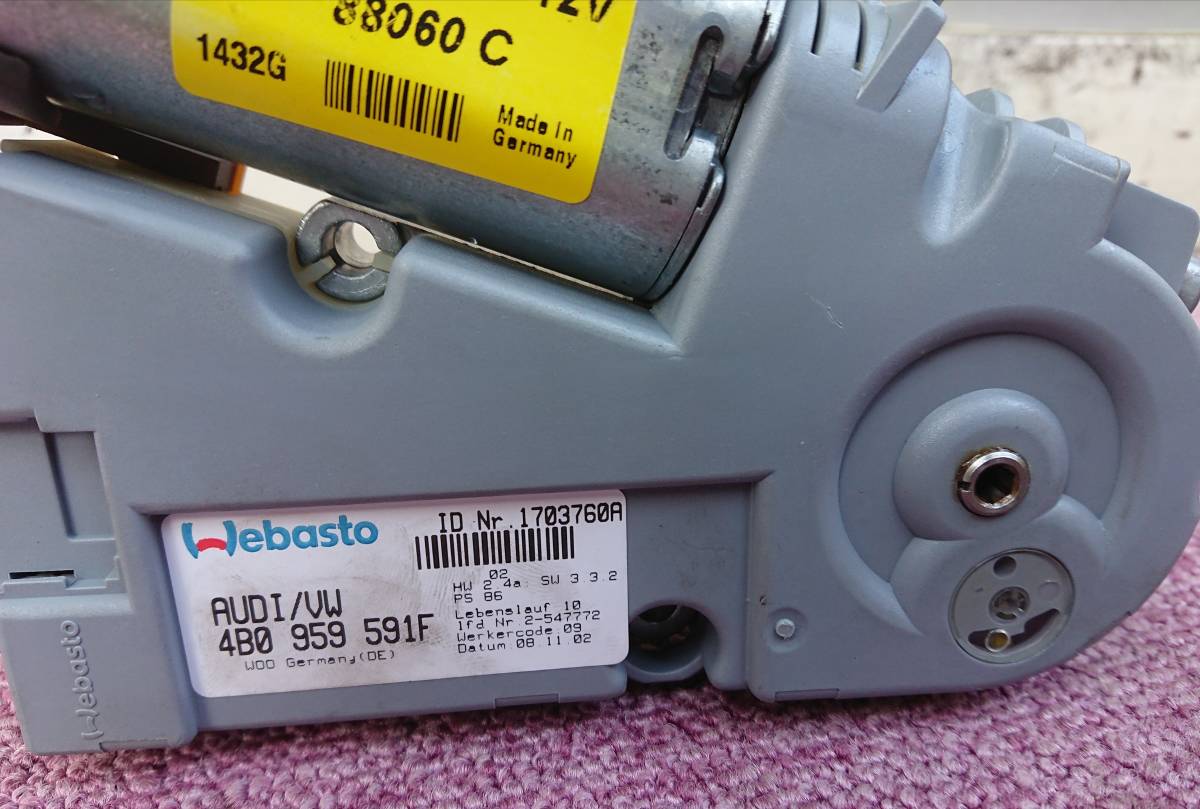 12V
88060 C
1432G
Made in
Germany
Webasto
ID Nr.1703760A
AUDI/VW
4B0 959 591F
WOO Germany(DE)
02
HW 2.4a SW 3.3.2
PS 86
Lebenslauf 10
lfd Nr.2-547772
Werkercode 09
Datum 08.11.02
Webasto